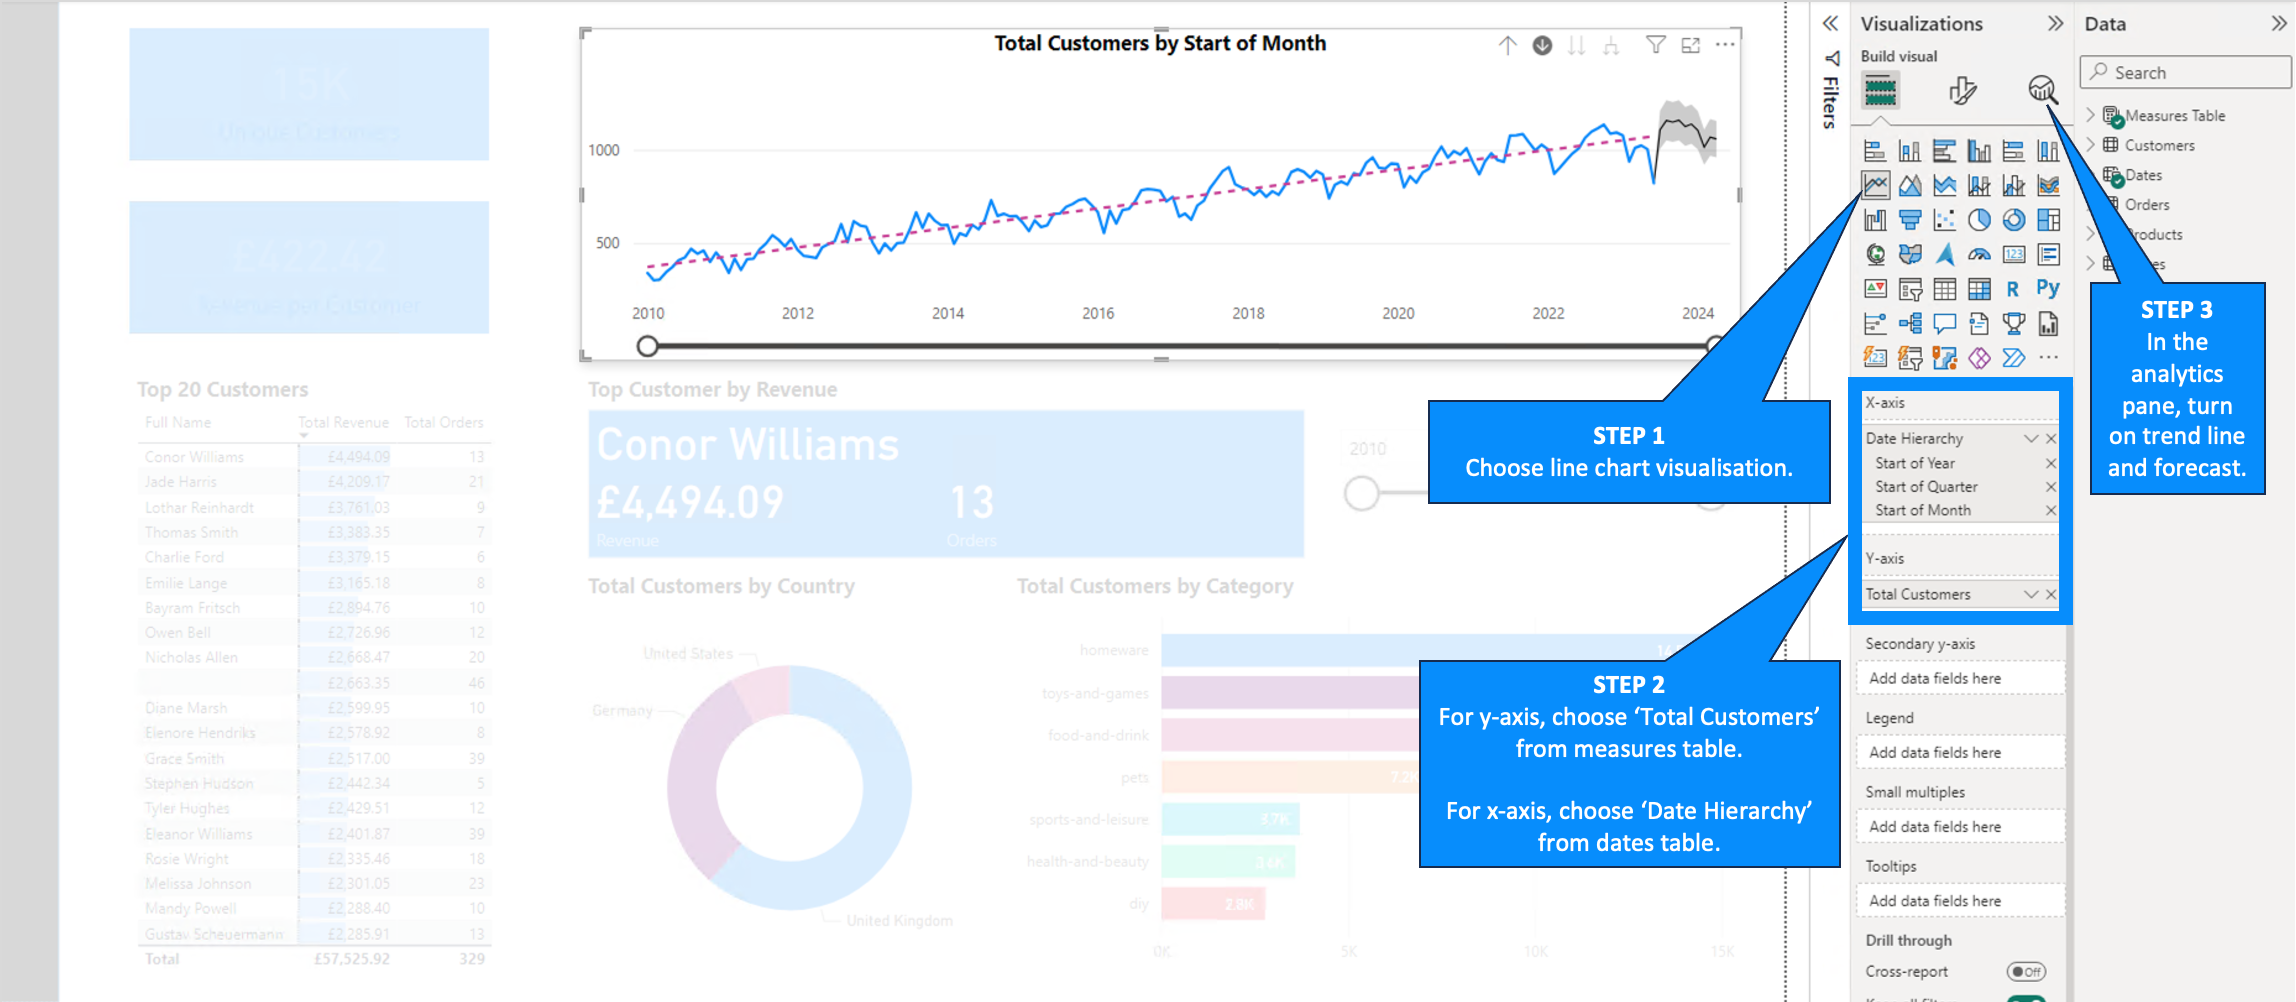 15K
Unique Customers
£422.42
Revenue per Customer
Top 20 Customers
Full Name Total Revenue Total Orders
Conor Williams £4,494.09 13
Jade Harris £4,209.17 21
Lothar Reinhardt £3,761.03 9
Thomas Smith £3,383.35 7
Charlie Ford £3,379.15 6
Emilie Lange £3,165.18 8
Bayram Fritsch £2,894.76 10
Owen Bell £2,726.96 12
Nicholas Allen £2,668.47 20
£2,663.35 46
Diane Marsh £2,599.95 10
Elenore Hendriks £2,578.92 8
Grace Smith £2,517.00 39
Stephen Hudson £2,442.34 5
Tyler Hughes £2,429.51 12
Eleanor Williams £2,401.87 39
Rosie Wright £2,335.46 18
Melissa Johnson £2,301.05 23
Mandy Powell £2,288.40 10
Gustav Scheuermann £2,285.91 13
Total £57,525.92 329
Total Customers by Start of Month
1000
500
2010 2012 2014 2016 2018 2020 2022 2024
Top Customer by Revenue
Conor Williams
£4,494.09 13
Revenue Orders
2010
Total Customers by Country
United States
Germany
United Kingdom
Total Customers by Category
homeware
toys-and-games
food-and-drink
pets 7.2K
sports-and-leisure 3.7K
health-and-beauty 3.6K
diy 2.8K
0K 5K 10K 15K
STEP 1
Choose line chart visualisation.
STEP 2
For y-axis, choose ‘Total Customers’
from measures table.
For x-axis, choose ‘Date Hierarchy’
from dates table.
Filters
Visualizations
Build visual
123
R Py
123
X-axis
Date Hierarchy
Start of Year
Start of Quarter
Start of Month
Y-axis
Total Customers
Secondary y-axis
Add data fields here
Legend
Add data fields here
Small multiples
Add data fields here
Tooltips
Add data fields here
Drill through
Cross-report Off
Data
Search
Measures Table
Customers
Dates
Orders
Products
STEP 3
In the
analytics
pane, turn
on trend line
and forecast.